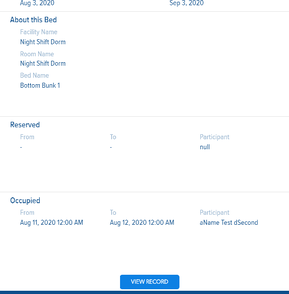 Aug 3, 2020 Sep 3, 2020
About this Bed
Facility Name
Night Shift Dorm
Room Name
Night Shift Dorm
Bed Name
Bottom Bunk 1
Reserved
From To Participant
- - null
Occupied
From To Participant
Aug 11, 2020 12:00 AM Aug 12, 2020 12:00 AM aName Test dSecond
VIEW RECORD